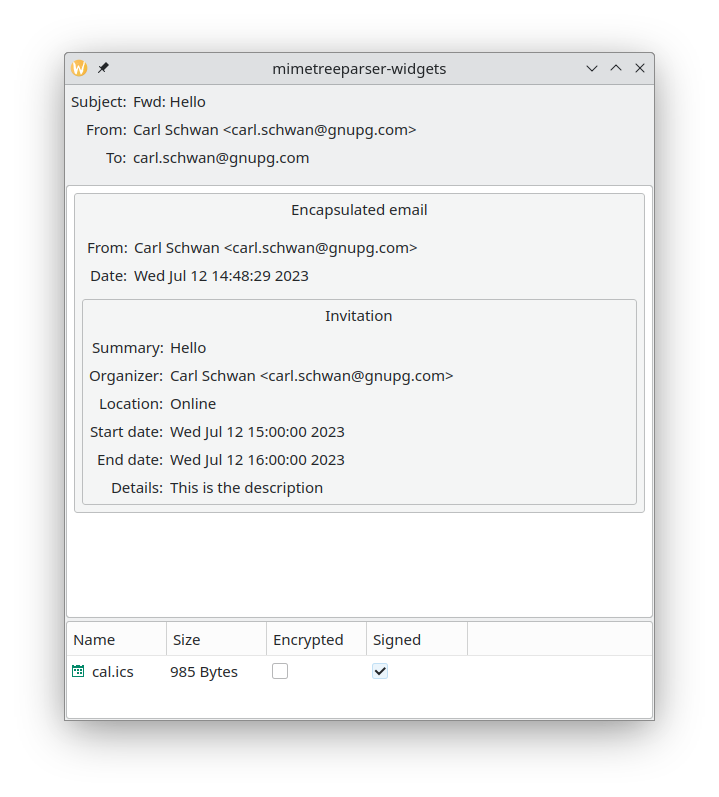 mimetreeparser-widgets
Subject: Fwd: Hello
From: Carl Schwan <carl.schwan@gnupg.com>
To: carl.schwan@gnupg.com
Encapsulated email
From: Carl Schwan <carl.schwan@gnupg.com>
Date: Wed Jul 12 14:48:29 2023
Invitation
Summary: Hello
Organizer: Carl Schwan <carl.schwan@gnupg.com>
Location: Online
Start date: Wed Jul 12 15:00:00 2023
End date: Wed Jul 12 16:00:00 2023
Details: This is the description
Name Size Encrypted Signed
cal.ics 985 Bytes